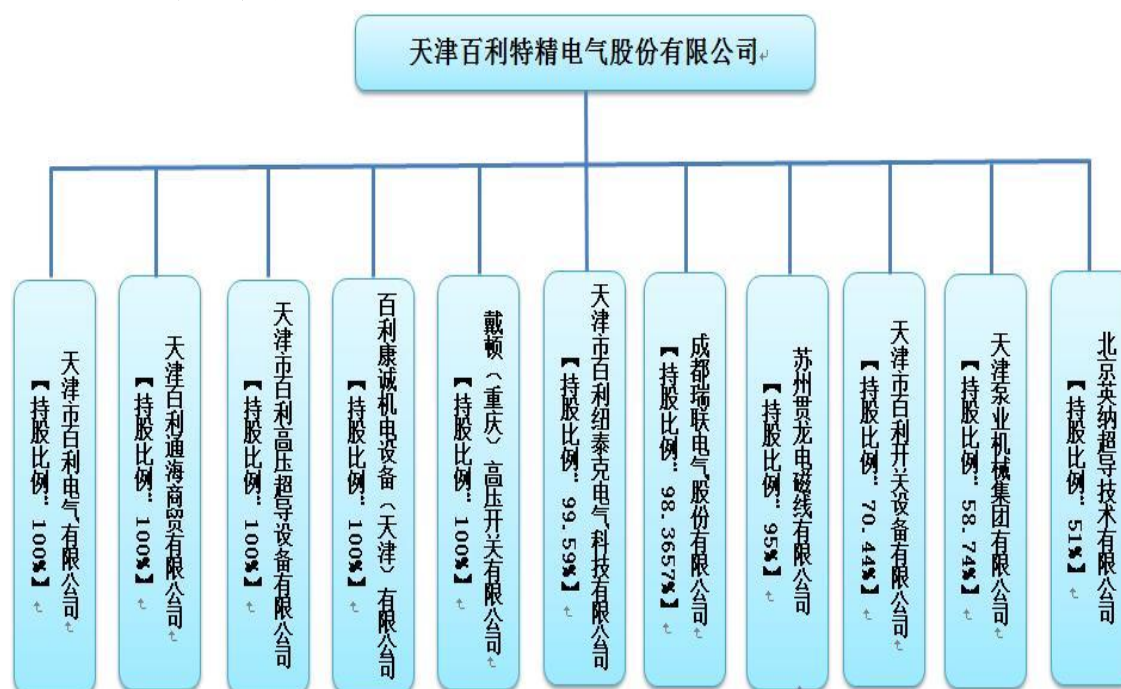 天津百利特精电气股份有限公司
天津市百利电气有限公司
【持股比例：100%】
天津百利通海商贸有限公司
【持股比例：100%】
天津市百利高压超导设备有限公司
【持股比例：100%】
百利康诚机电设备（天津）有限公司
【持股比例：100%】
戴顿（重庆）高压开关有限公司
【持股比例：100%】
天津市百利纽泰克电气科技有限公司
【持股比例：99.59%】
成都瑞联电气股份有限公司
【持股比例：98.3657%】
苏州贯龙电磁线有限公司
【持股比例：95%】
天津市百利开关设备有限公司
【持股比例：70.44%】
天津泵业机械集团有限公司
【持股比例：58.74%】
北京英纳超导技术有限公司
【持股比例：51%】